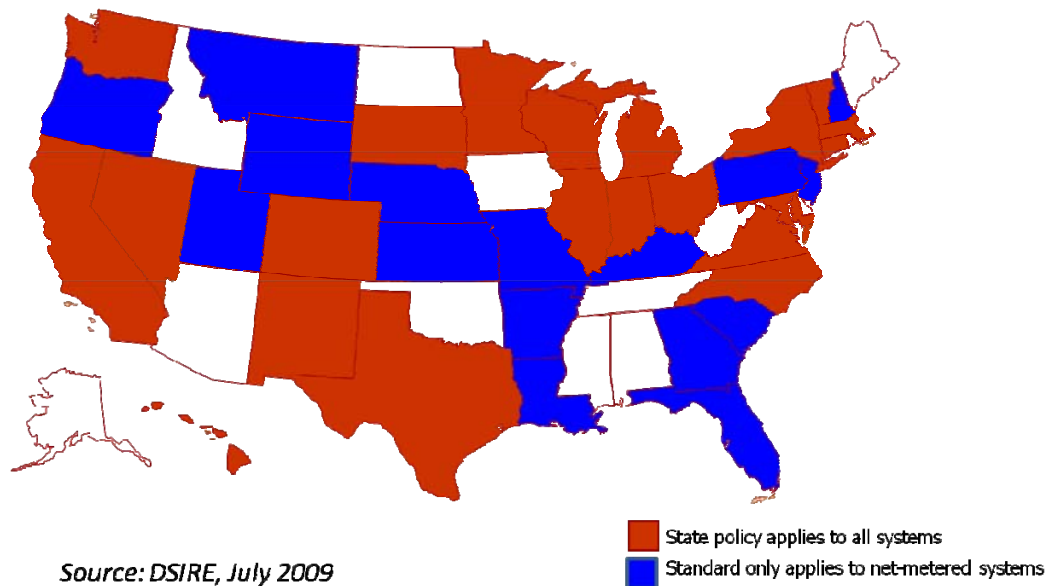 State policy applies to all systems
Standard only applies to net-metered systems
Source: DSIRE, July 2009